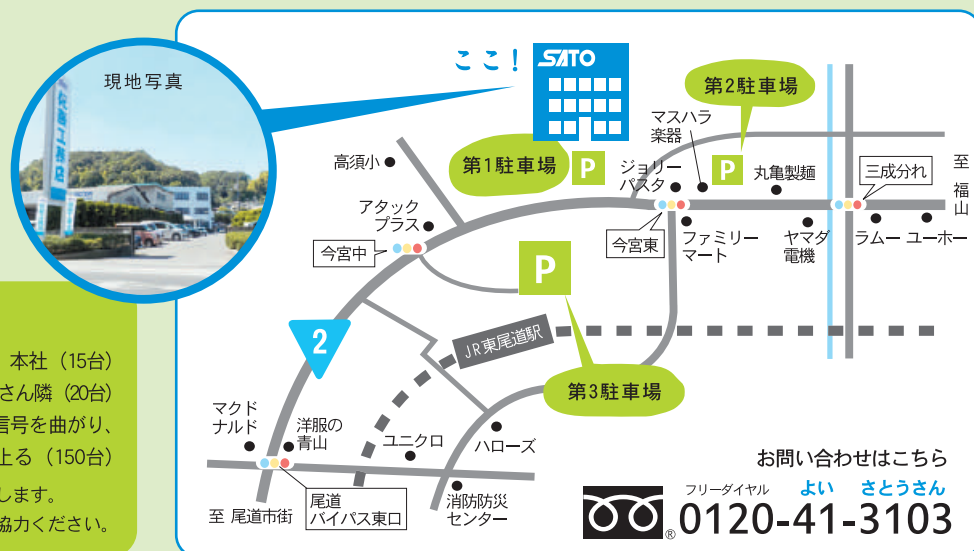 現地写真
佐藤工務店
ここ！
SATO
第2駐車場
マスハラ
楽器
高須小
第1駐車場
P
ジョリー
パスタ
P
丸亀製麺
三成分れ
至
福
山
アタック
プラス
今宮中
今宮東
ファミリー
マート
ヤマダ
電機
ラムー
ユーホー
P
2
JR東尾道駅
第3駐車場
本社（15台）
さん隣（20台）
信号を曲がり、
上る（150台）
します。
協力ください。
マクド
ナルド
洋服の
青山
ユニクロ
ハローズ
至 尾道市街
尾道
バイパス東口
消防防災
センター
お問い合わせはこちら
フリーダイヤル よい さとうさん
® 0120-41-3103